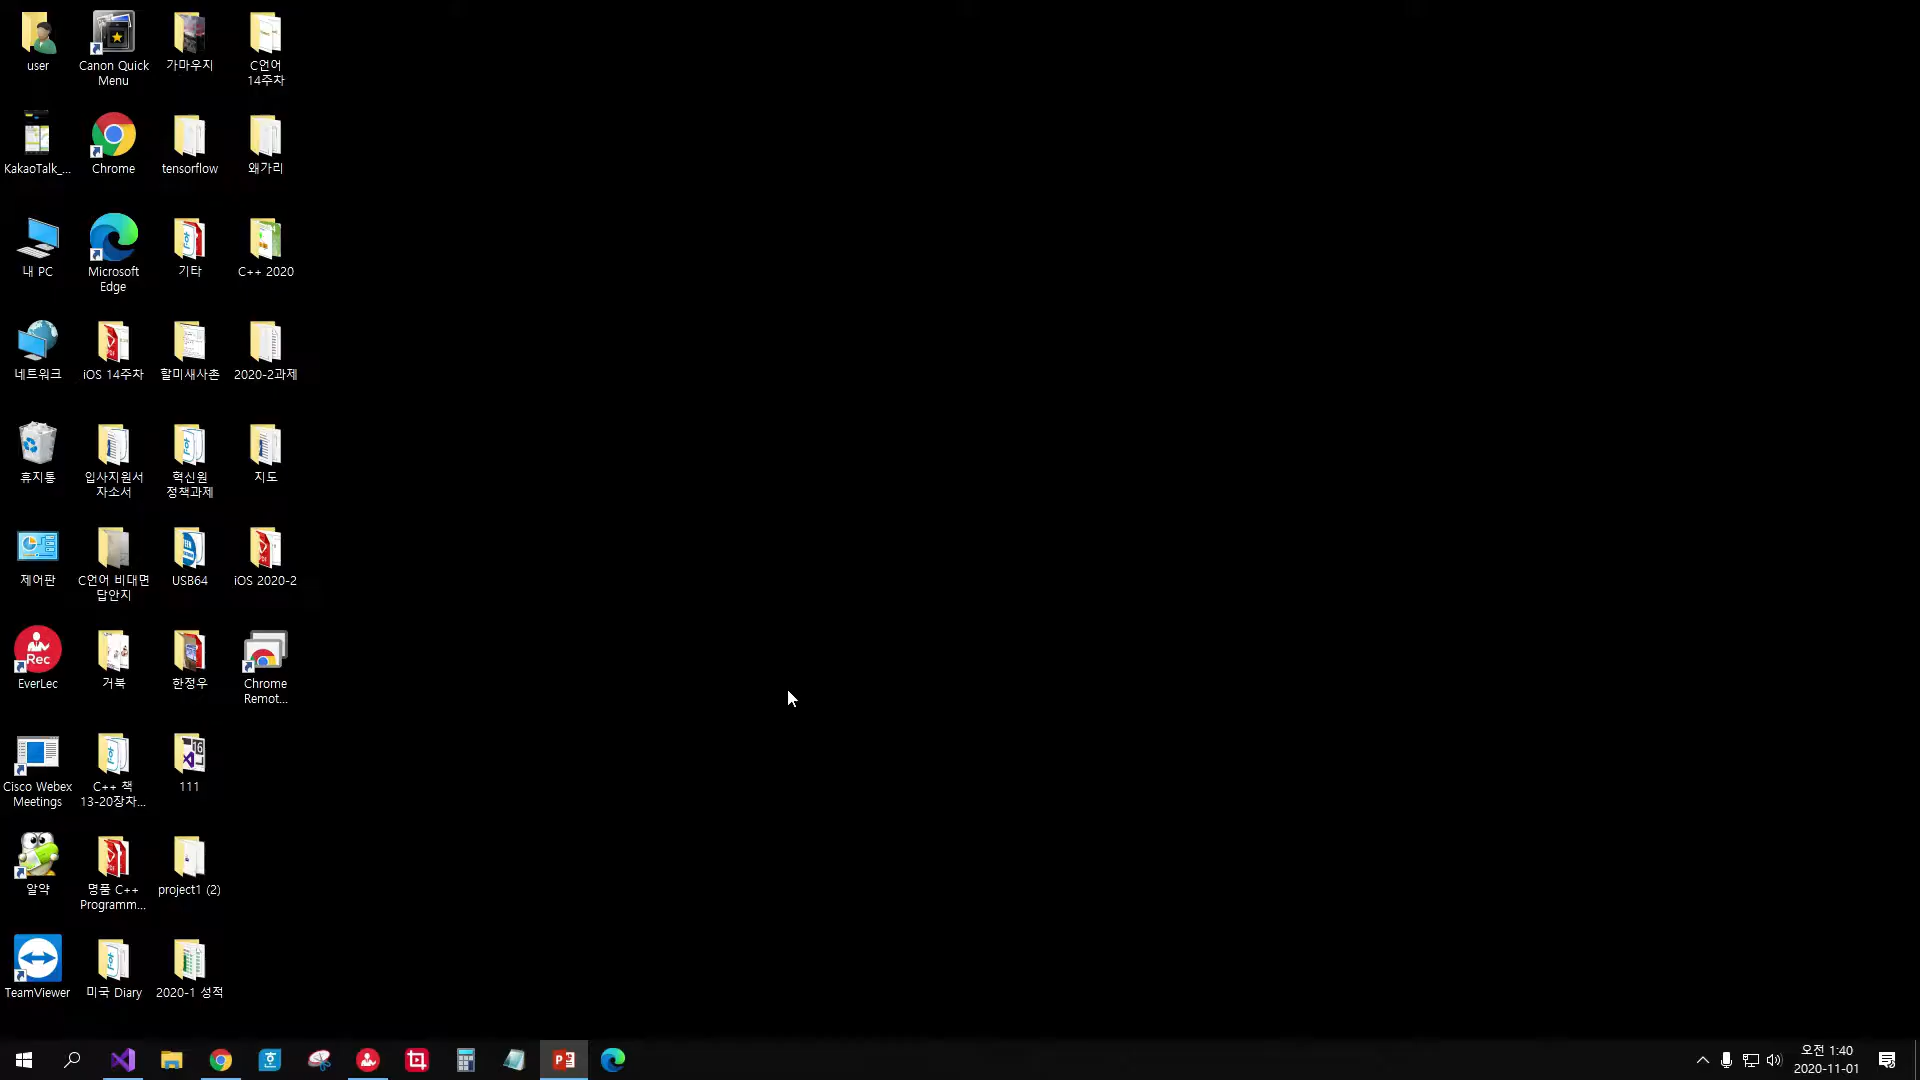 user
Canon Quick
Menu
가마우지
C언어
14주차
KakaoTalk_...
Chrome
tensorflow
왜가리
내 PC
Microsoft
Edge
기타
C++ 2020
네트워크
iOS 14주차
할미새사촌
2020-2과제
휴지통
입사지원서
자소서
혁신원
정책과제
지도
제어판
C언어 비대면
답안지
USB64
iOS 2020-2
Rec
EverLec
거북
한정우
Chrome
Remot...
Cisco Webex
Meetings
C++ 책
13-20장차...
111
알약
명품 C++
Programm...
project1 (2)
TeamViewer
미국 Diary
2020-1 성적
오전 1:40
2020-11-01